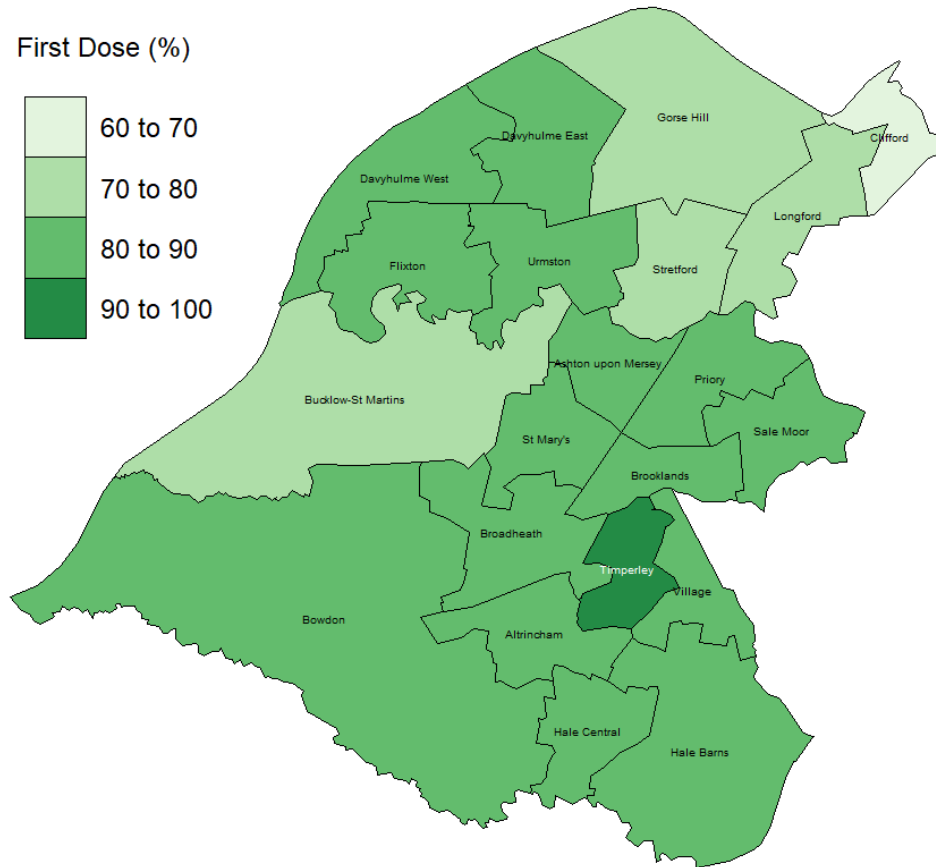 First Dose (%)
60 to 70
70 to 80
80 to 90
90 to 100
Gorse Hill
Clifford
Davyhulme East
Davyhulme West
Longford
Flixton
Urmston
Stretford
Ashton upon Mersey
Priory
Bucklow-St Martins
St Mary's
Sale Moor
Brooklands
Broadheath
Timperley
Village
Bowdon
Altrincham
Hale Central
Hale Barns